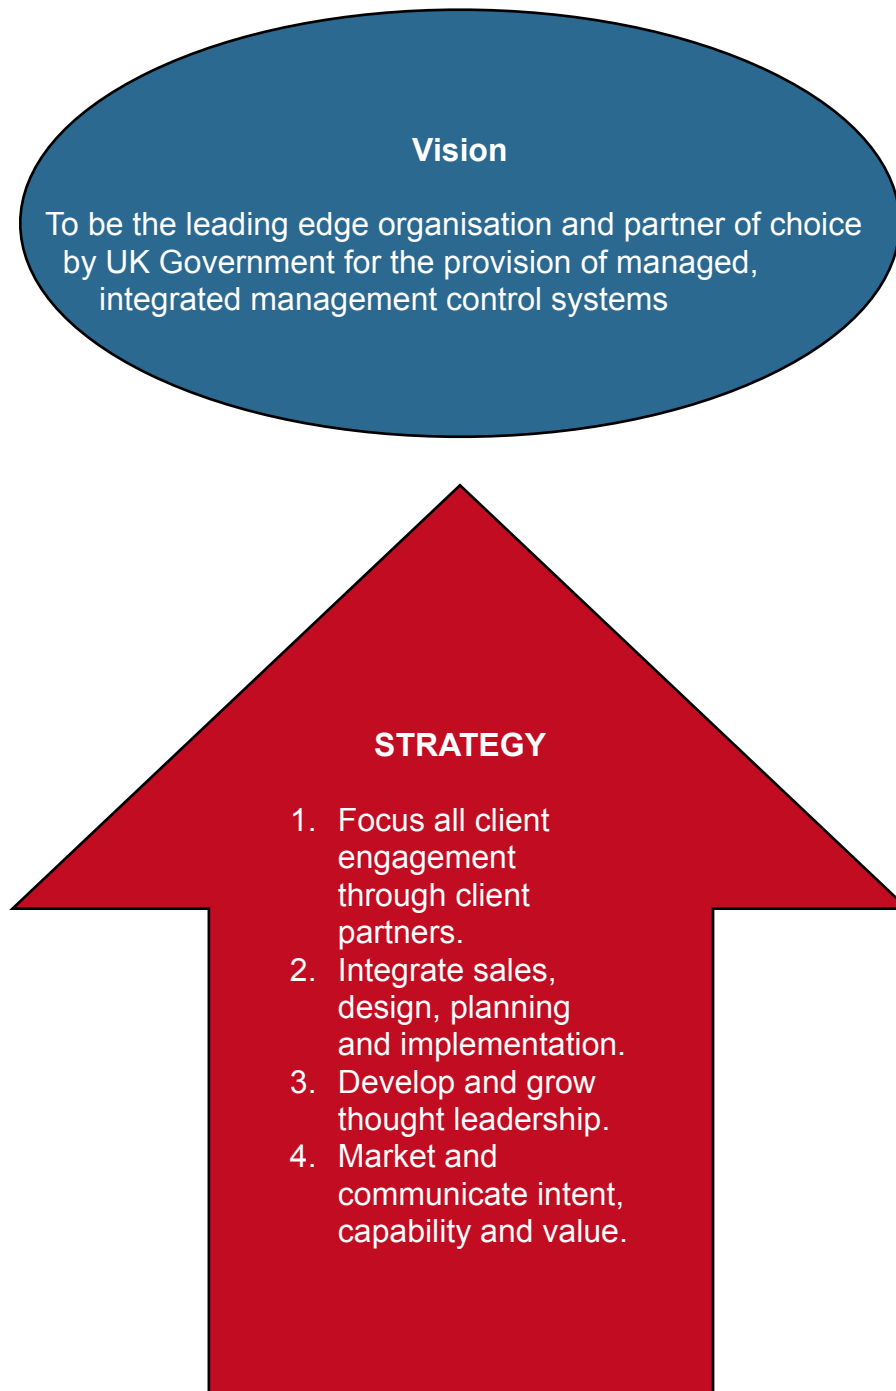 Vision
To be the leading edge organisation and partner of choice
by UK Government for the provision of managed,
integrated management control systems
STRATEGY
1. Focus all client
engagement
through client
partners.
2. Integrate sales,
design, planning
and implementation.
3. Develop and grow
thought leadership.
4. Market and
communicate intent,
capability and value.